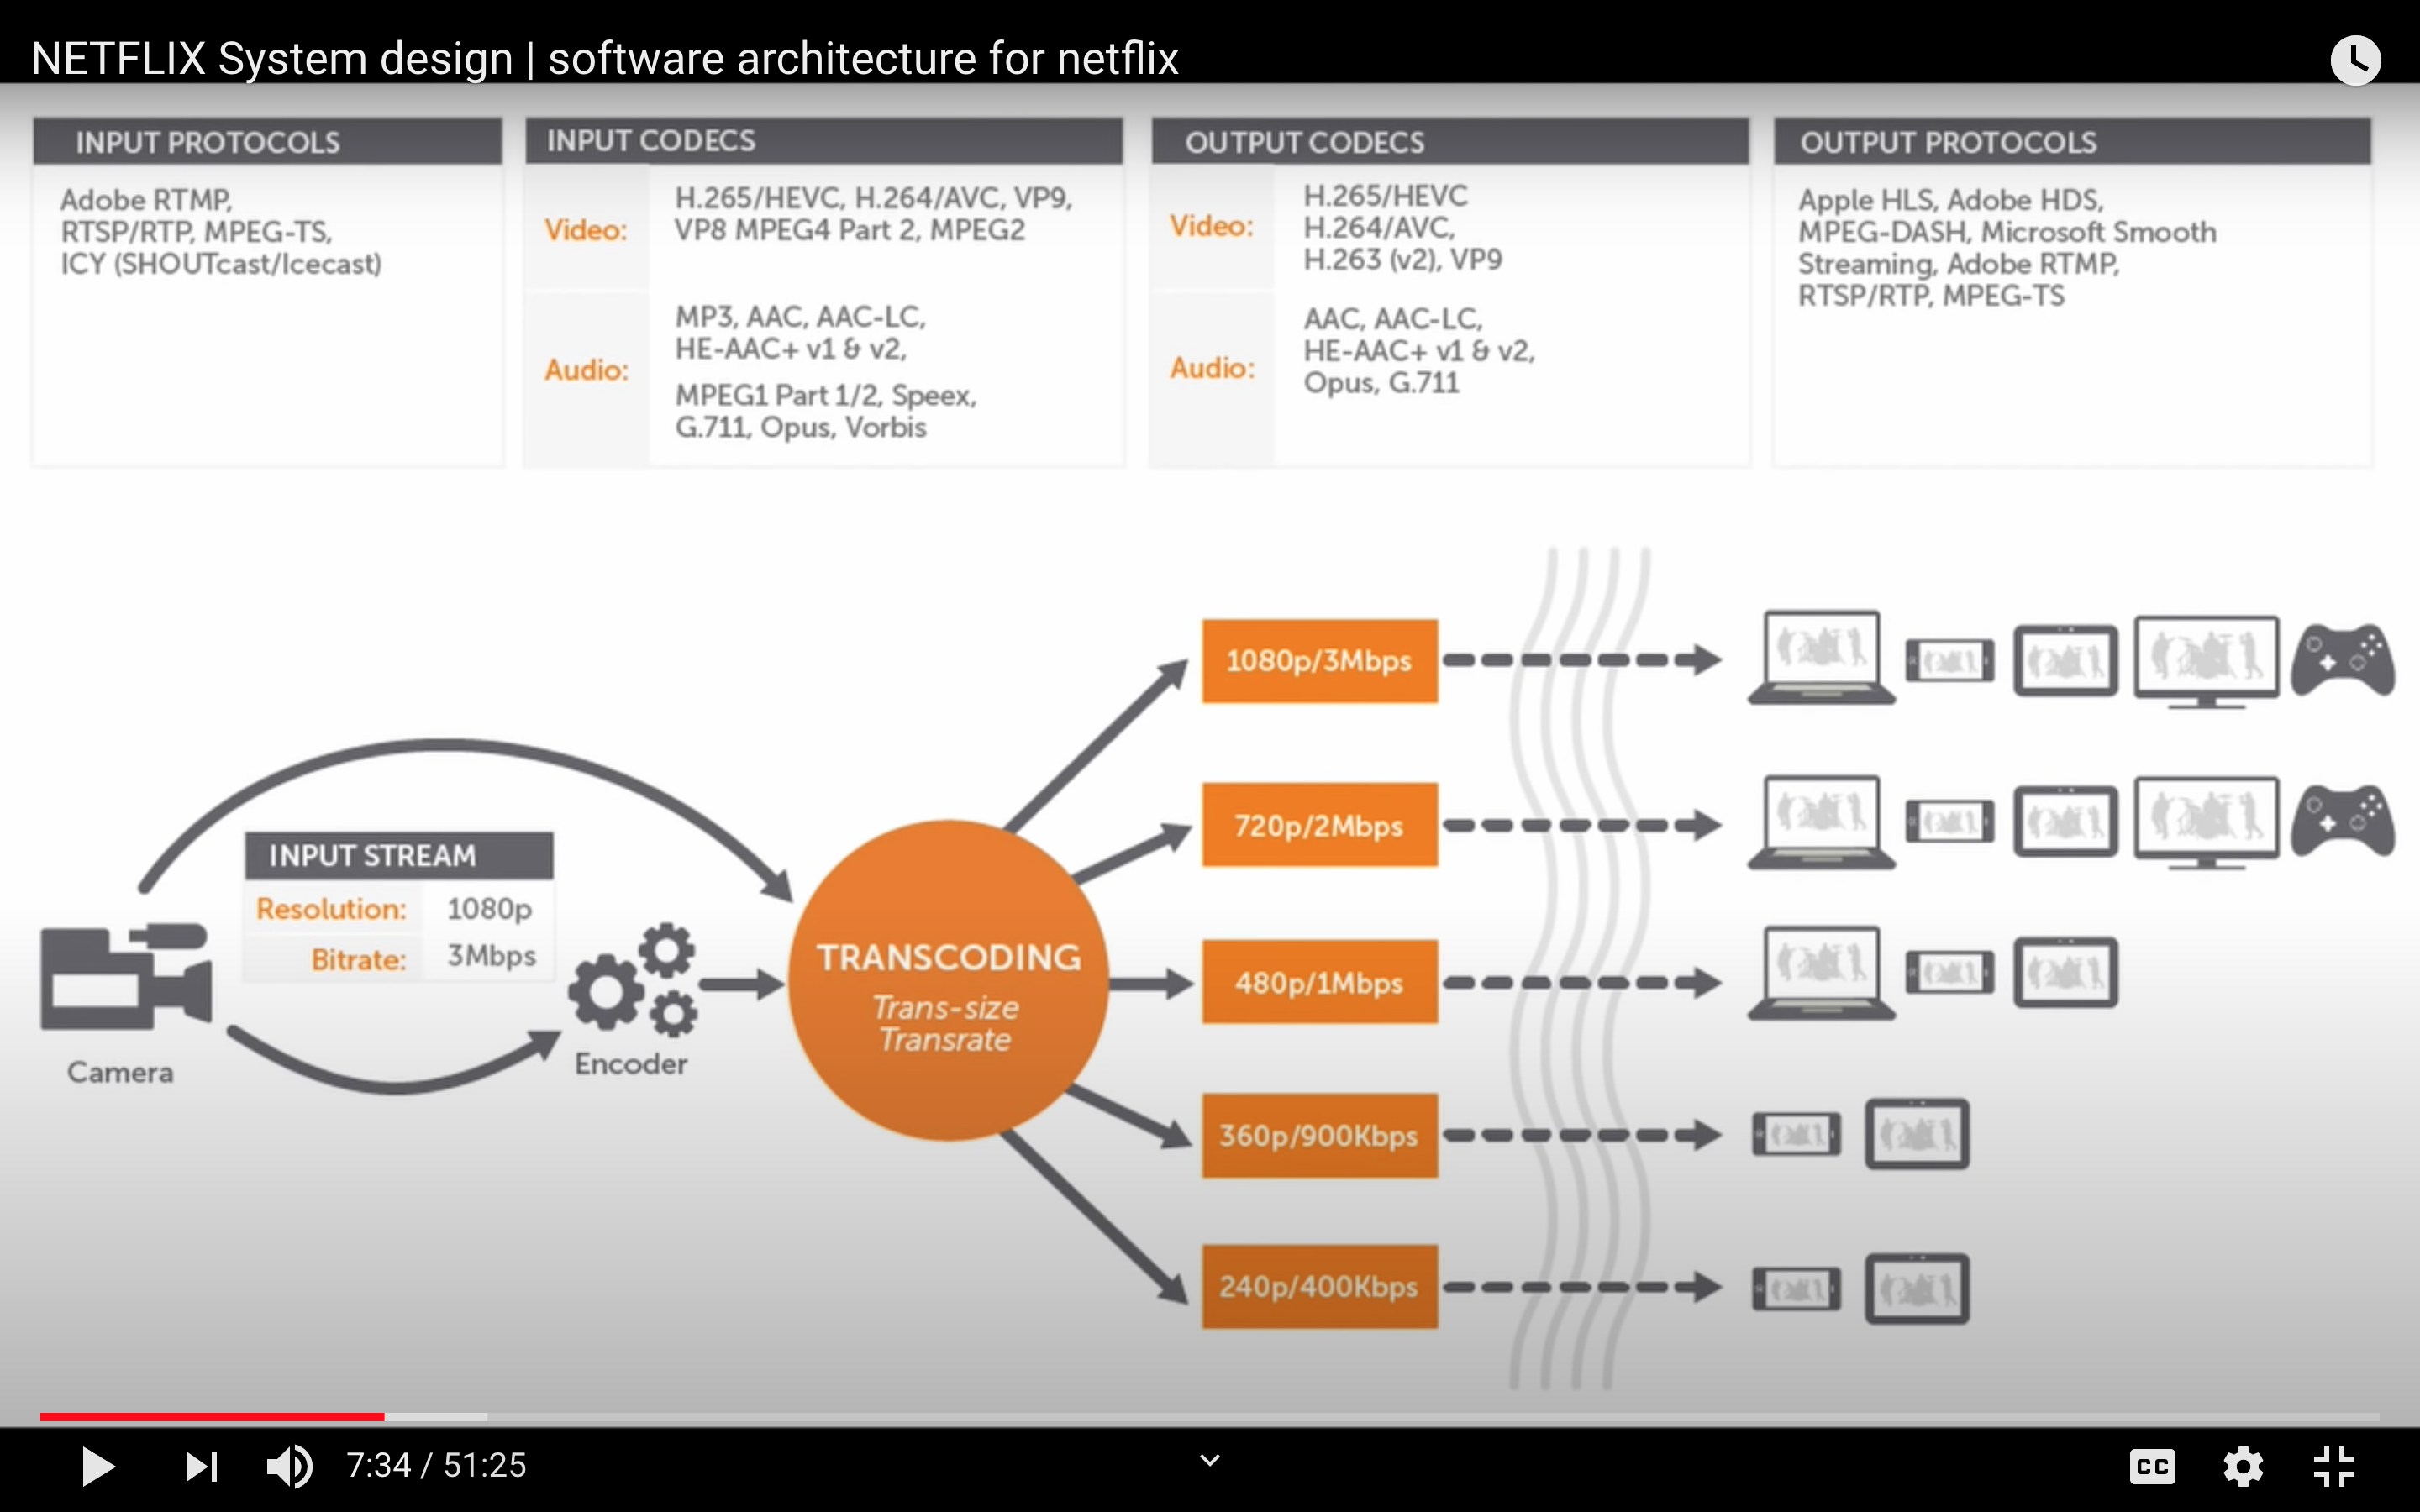 NETFLIX System design | software architecture for netflix
INPUT PROTOCOLS
Adobe RTMP,
RTSP/RTP, MPEG-TS,
ICY (SHOUTcast/Icecast)
INPUT CODECS
Video:
H.265/HEVC, H.264/AVC, VP9,
VP8 MPEG4 Part 2, MPEG2
Audio:
MP3, AAC, AAC-LC,
HE-AAC+ v1 & v2,
MPEG1 Part 1/2, Speex,
G.711, Opus, Vorbis
OUTPUT CODECS
Video:
H.265/HEVC
H.264/AVC,
H.263 (v2), VP9
Audio:
AAC, AAC-LC,
HE-AAC+ v1 & v2,
Opus, G.711
OUTPUT PROTOCOLS
Apple HLS, Adobe HDS,
MPEG-DASH, Microsoft Smooth
Streaming, Adobe RTMP,
RTSP/RTP, MPEG-TS
INPUT STREAM
Resolution: 1080p
Bitrate: 3Mbps
Camera
Encoder
TRANSCODING
Trans-size
Transrate
1080p/3Mbps
720p/2Mbps
480p/1Mbps
360p/900Kbps
240p/400Kbps
7:34 / 51:25
CC